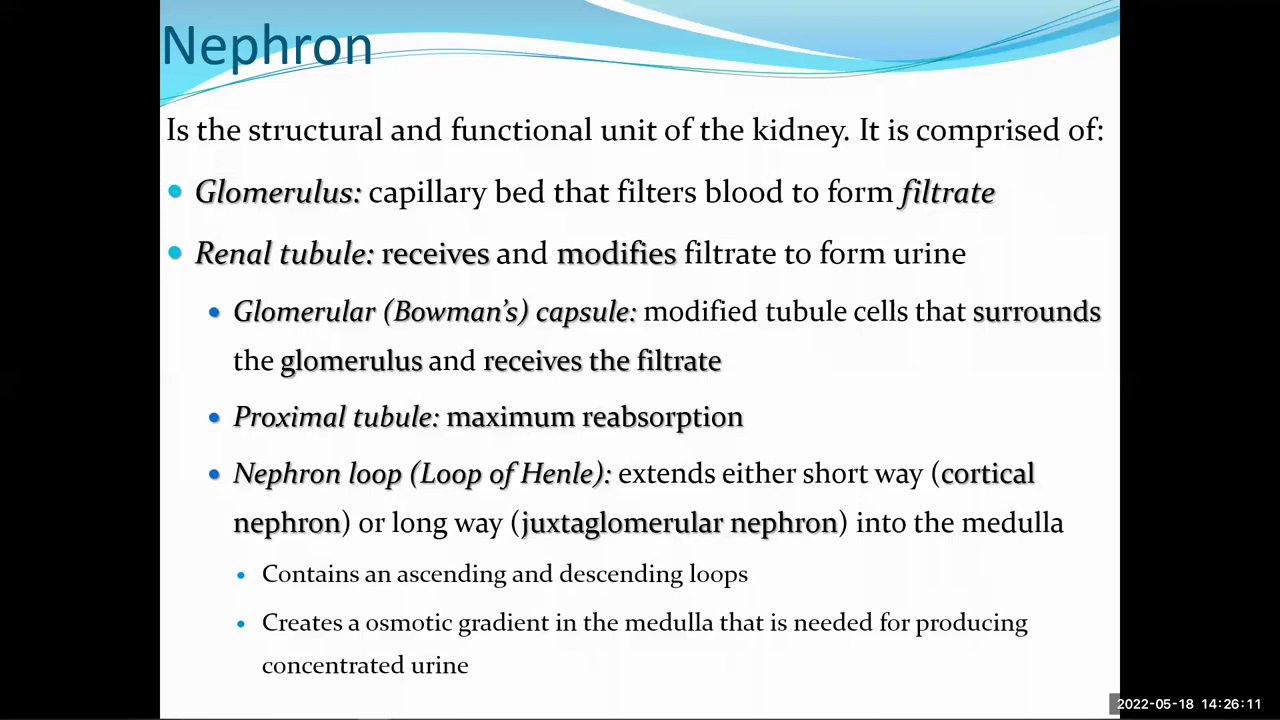 Nephron
Is the structural and functional unit of the kidney. It is comprised of:
• Glomerulus: capillary bed that filters blood to form filtrate
• Renal tubule: receives and modifies filtrate to form urine
• Glomerular (Bowman's) capsule: modified tubule cells that surrounds
the glomerulus and receives the filtrate
• Proximal tubule: maximum reabsorption
• Nephron loop (Loop of Henle): extends either short way (cortical
nephron) or long way (juxtaglomerular nephron) into the medulla
• Contains an ascending and descending loops
• Creates a osmotic gradient in the medulla that is needed for producing
concentrated urine
2022-05-18 14:26:11